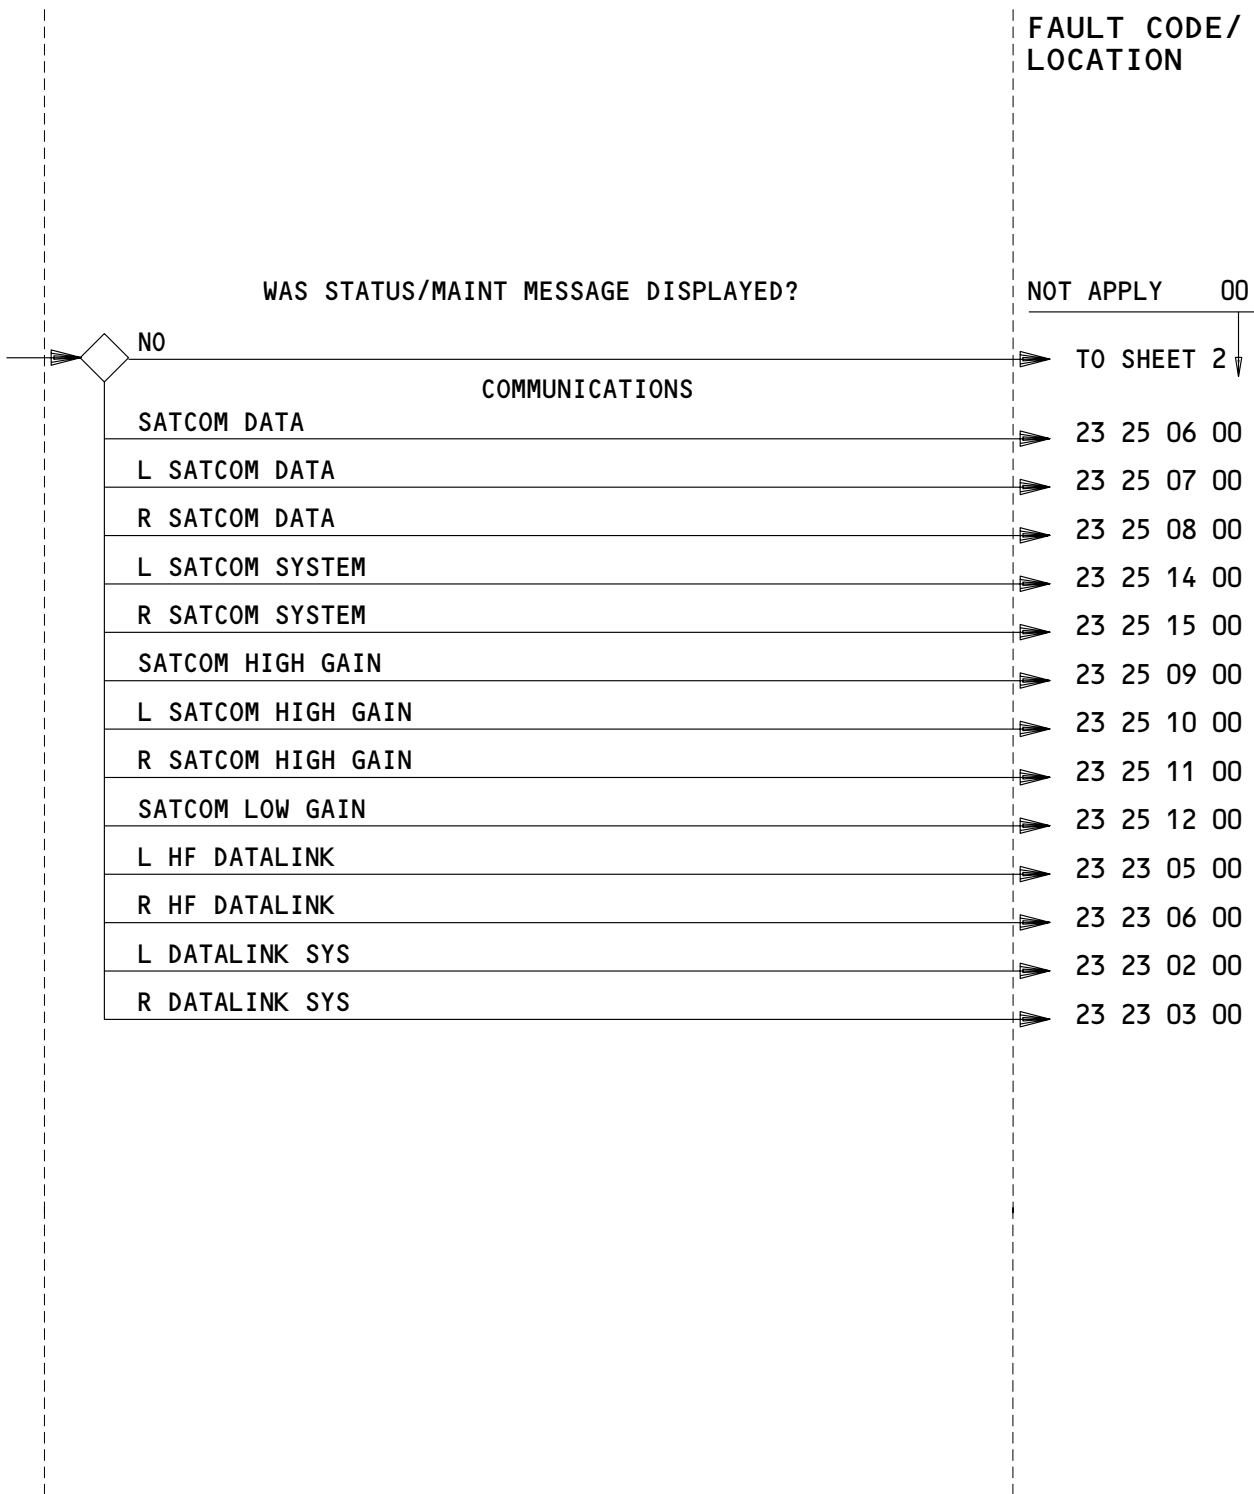 FAULT CODE/
LOCATION
WAS STATUS/MAINT MESSAGE DISPLAYED? NOT APPLY 00
NO TO SHEET 2
COMMUNICATIONS
SATCOM DATA 23 25 06 00
L SATCOM DATA 23 25 07 00
R SATCOM DATA 23 25 08 00
L SATCOM SYSTEM 23 25 14 00
R SATCOM SYSTEM 23 25 15 00
SATCOM HIGH GAIN 23 25 09 00
L SATCOM HIGH GAIN 23 25 10 00
R SATCOM HIGH GAIN 23 25 11 00
SATCOM LOW GAIN 23 25 12 00
L HF DATALINK 23 23 05 00
R HF DATALINK 23 23 06 00
L DATALINK SYS 23 23 02 00
R DATALINK SYS 23 23 03 00